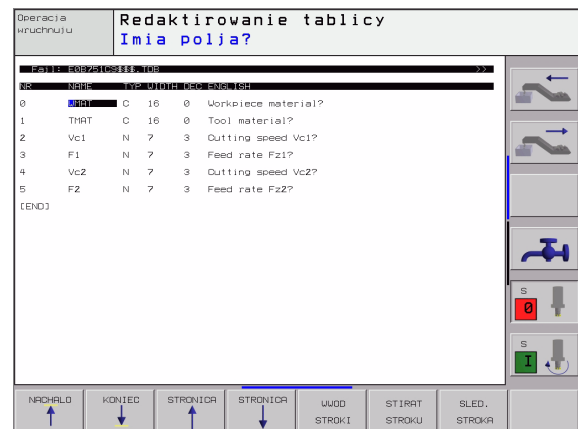 Operacja wruchnuju
Redaktirowanie tablicy
Imia polja?
Fajl: E0B751C9$$$.TDB >>
NR NAME TYP WIDTH DEC ENGLISH
0 WMAT C 16 0 Workpiece material?
1 TMAT C 16 0 Tool material?
2 Vc1 N 7 3 Cutting speed Vc1?
3 F1 N 7 3 Feed rate Fz1?
4 Vc2 N 7 3 Cutting speed Vc2?
5 F2 N 7 3 Feed rate Fz2?
[END]
S
0
S
I
NACHALO KONIEC STRONICA STRONICA WWOD STROKI STIRAT STROKU SLED. STROKA